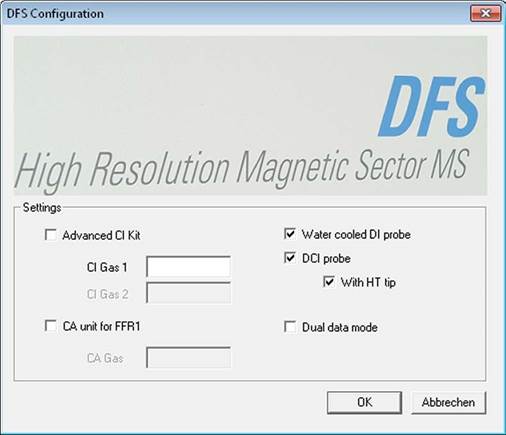 DFS Configuration
DFS
High Resolution Magnetic Sector MS
Settings
Advanced CI Kit
CI Gas 1
CI Gas 2
CA unit for FFR1
CA Gas
Water cooled DI probe
DCI probe
With HT tip
Dual data mode
OK
Abbrechen